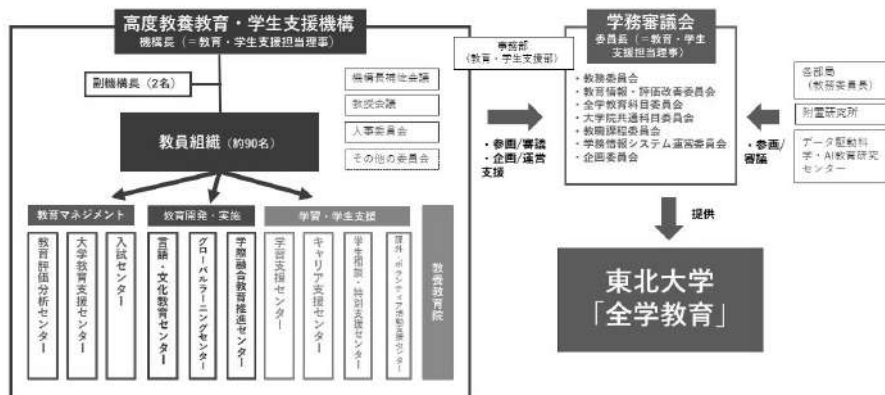 高度教養教育・学生支援機構
機構長（＝教育・学生支援担当理事）
副機構長（2名）
機構長補佐会議
教授会議
人事委員会
その他の委員会
教員組織（約90名）
教育マネジメント
教育開発・実施
学習・学生支援
教育評価分析センター
大学教育支援センター
入試センター
言語・文化教育センター
グローバルラーニングセンター
学際融合教育推進センター
学習支援センター
キャリア支援センター
学生相談・特別支援センター
課外・ボランティア活動支援センター
教養教育院
事務部
（教育・学生支援部）
・参画/審議
・企画/運営
支援
学務審議会
委員長（＝教育・学生
支援担当理事）
・教務委員会
・教育情報・評価改善委員会
・全学教育科目委員会
・大学院共通科目委員会
・教職課程委員会
・学務情報システム運営委員会
・企画委員会
・参画/
審議
各部局
（教務委員長）
附置研究所
データ駆動科
学・AI教育研究
センター
提供
東北大学
「全学教育」